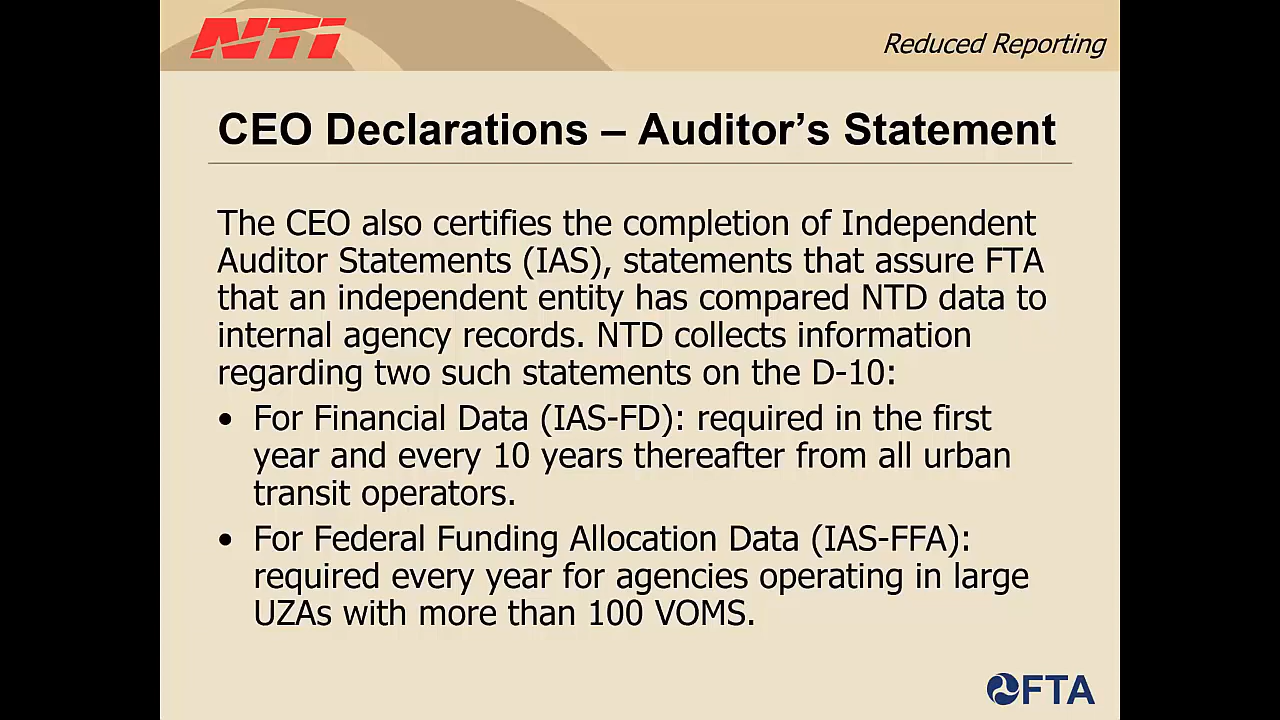 NTI
Reduced Reporting
CEO Declarations – Auditor’s Statement
The CEO also certifies the completion of Independent
Auditor Statements (IAS), statements that assure FTA
that an independent entity has compared NTD data to
internal agency records. NTD collects information
regarding two such statements on the D-10:
• For Financial Data (IAS-FD): required in the first
year and every 10 years thereafter from all urban
transit operators.
• For Federal Funding Allocation Data (IAS-FFA):
required every year for agencies operating in large
UZAs with more than 100 VOMS.
FTA